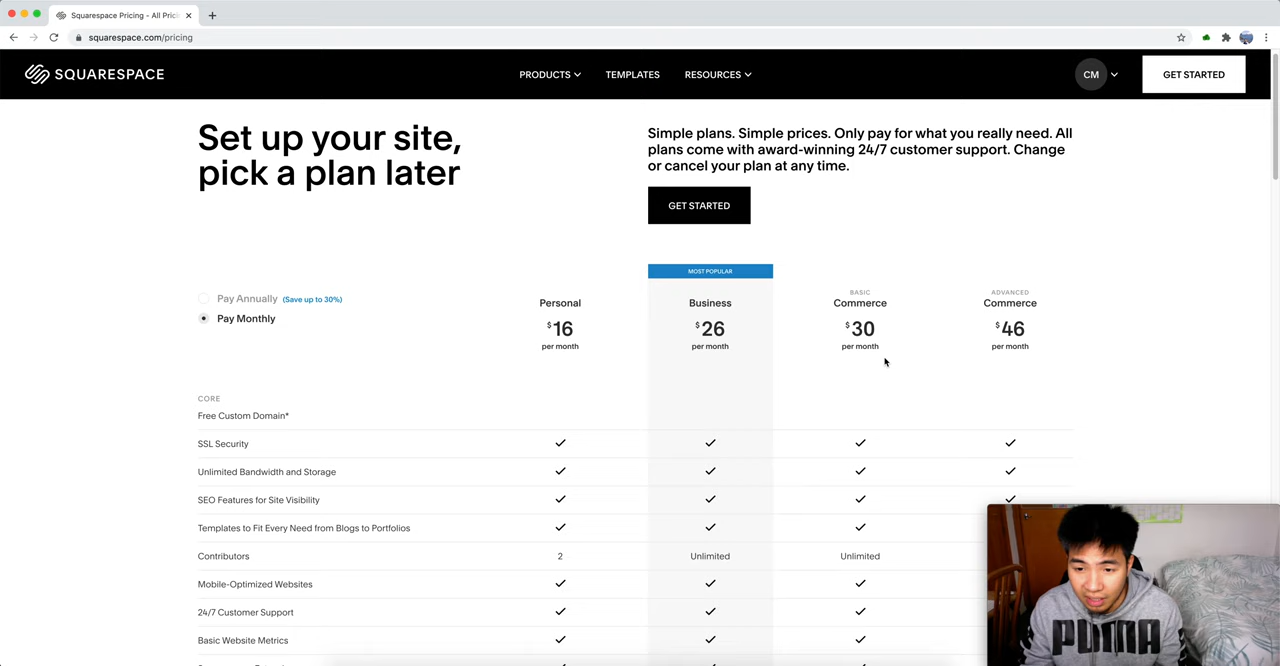 Squarespace Pricing - All Pric
squarespace.com/pricing
SQUARESPACE
PRODUCTS
TEMPLATES
RESOURCES
CM
GET STARTED
Set up your site,
pick a plan later
Simple plans. Simple prices. Only pay for what you really need. All
plans come with award-winning 24/7 customer support. Change
or cancel your plan at any time.
GET STARTED
MOST POPULAR
Pay Annually (Save up to 30%)
Pay Monthly
Personal
$16
per month
Business
$26
per month
BASIC
Commerce
$30
per month
ADVANCED
Commerce
$46
per month
CORE
Free Custom Domain*
SSL Security
Unlimited Bandwidth and Storage
SEO Features for Site Visibility
Templates to Fit Every Need from Blogs to Portfolios
Contributors 2 Unlimited Unlimited
Mobile-Optimized Websites
24/7 Customer Support
Basic Website Metrics
PUMA